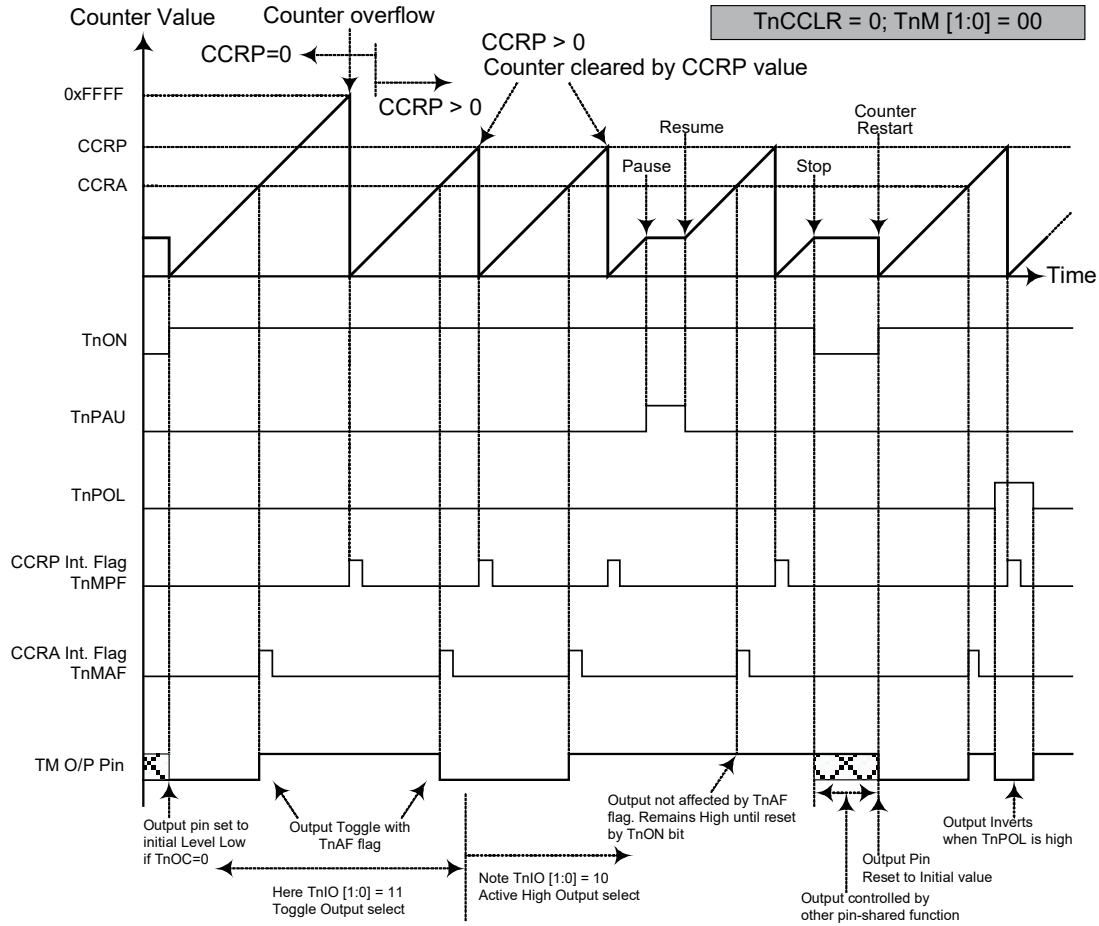 Counter Value
Counter overflow
TnCCLR = 0; TnM [1:0] = 00
CCRP=0
CCRP > 0
CCRP > 0
Counter cleared by CCRP value
0xFFFF
CCRP
CCRA
Pause
Resume
Stop
Counter
Restart
Time
TnON
TnPAU
TnPOL
CCRP Int. Flag
TnMPF
CCRA Int. Flag
TnMAF
TM O/P Pin
Output pin set to
initial Level Low
if TnOC=0
Output Toggle with
TnAF flag
Here TnIO [1:0] = 11
Toggle Output select
Note TnIO [1:0] = 10
Active High Output select
Output not affected by TnAF
flag. Remains High until reset
by TnON bit
Output controlled by
other pin-shared function
Output Pin
Reset to Initial value
Output Inverts
when TnPOL is high